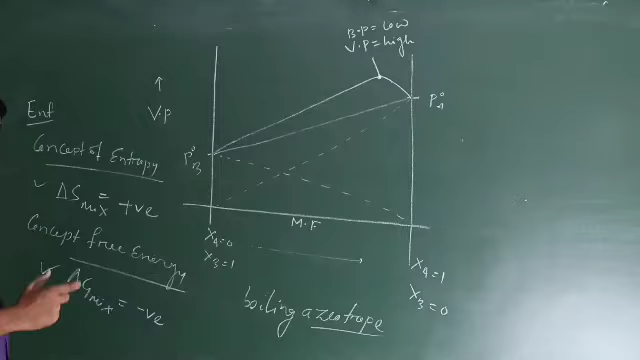 B.P = low
V.P = high
↑
V.P
Enf
Concept of Entropy
✓ ΔSmix = +ve
Concept free Energy
✓ ΔGmix = -ve
P°B
P°A
M.F
XA=0
XB=1
XA=1
XB=0
boiling azeotrope